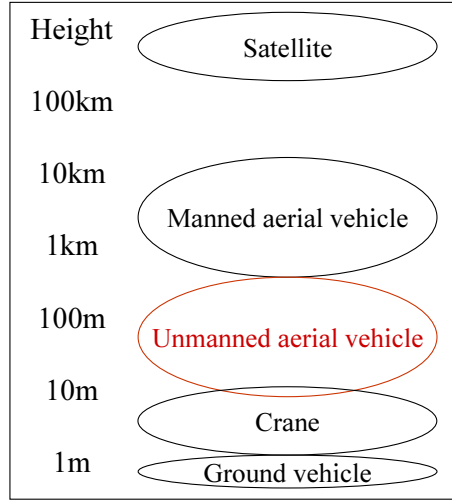 Height
Satellite
100km
10km
Manned aerial vehicle
1km
100m
Unmanned aerial vehicle
10m
Crane
1m
Ground vehicle